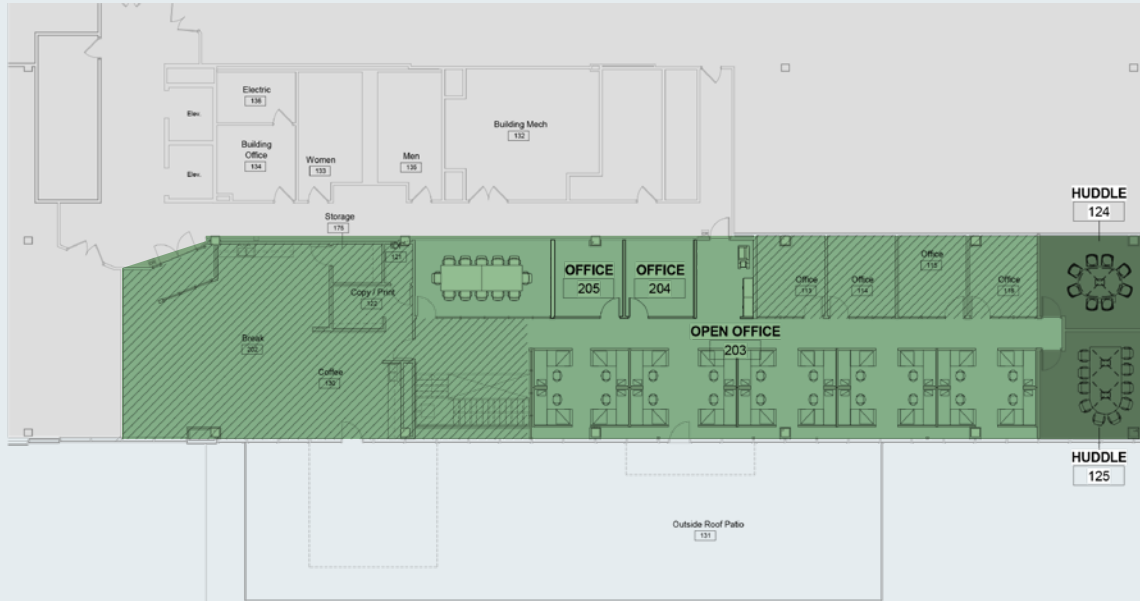 Electric
136
Elev.
Building
Office
134
Elev.
Women
133
Men
135
Building Mech
132
Storage
175
HUDDLE
124
121
Copy / Print
122
OFFICE
205
OFFICE
204
Office
113
Office
114
Office
115
Office
116
Break
202
Coffee
130
OPEN OFFICE
203
HUDDLE
125
Outside Roof Patio
131